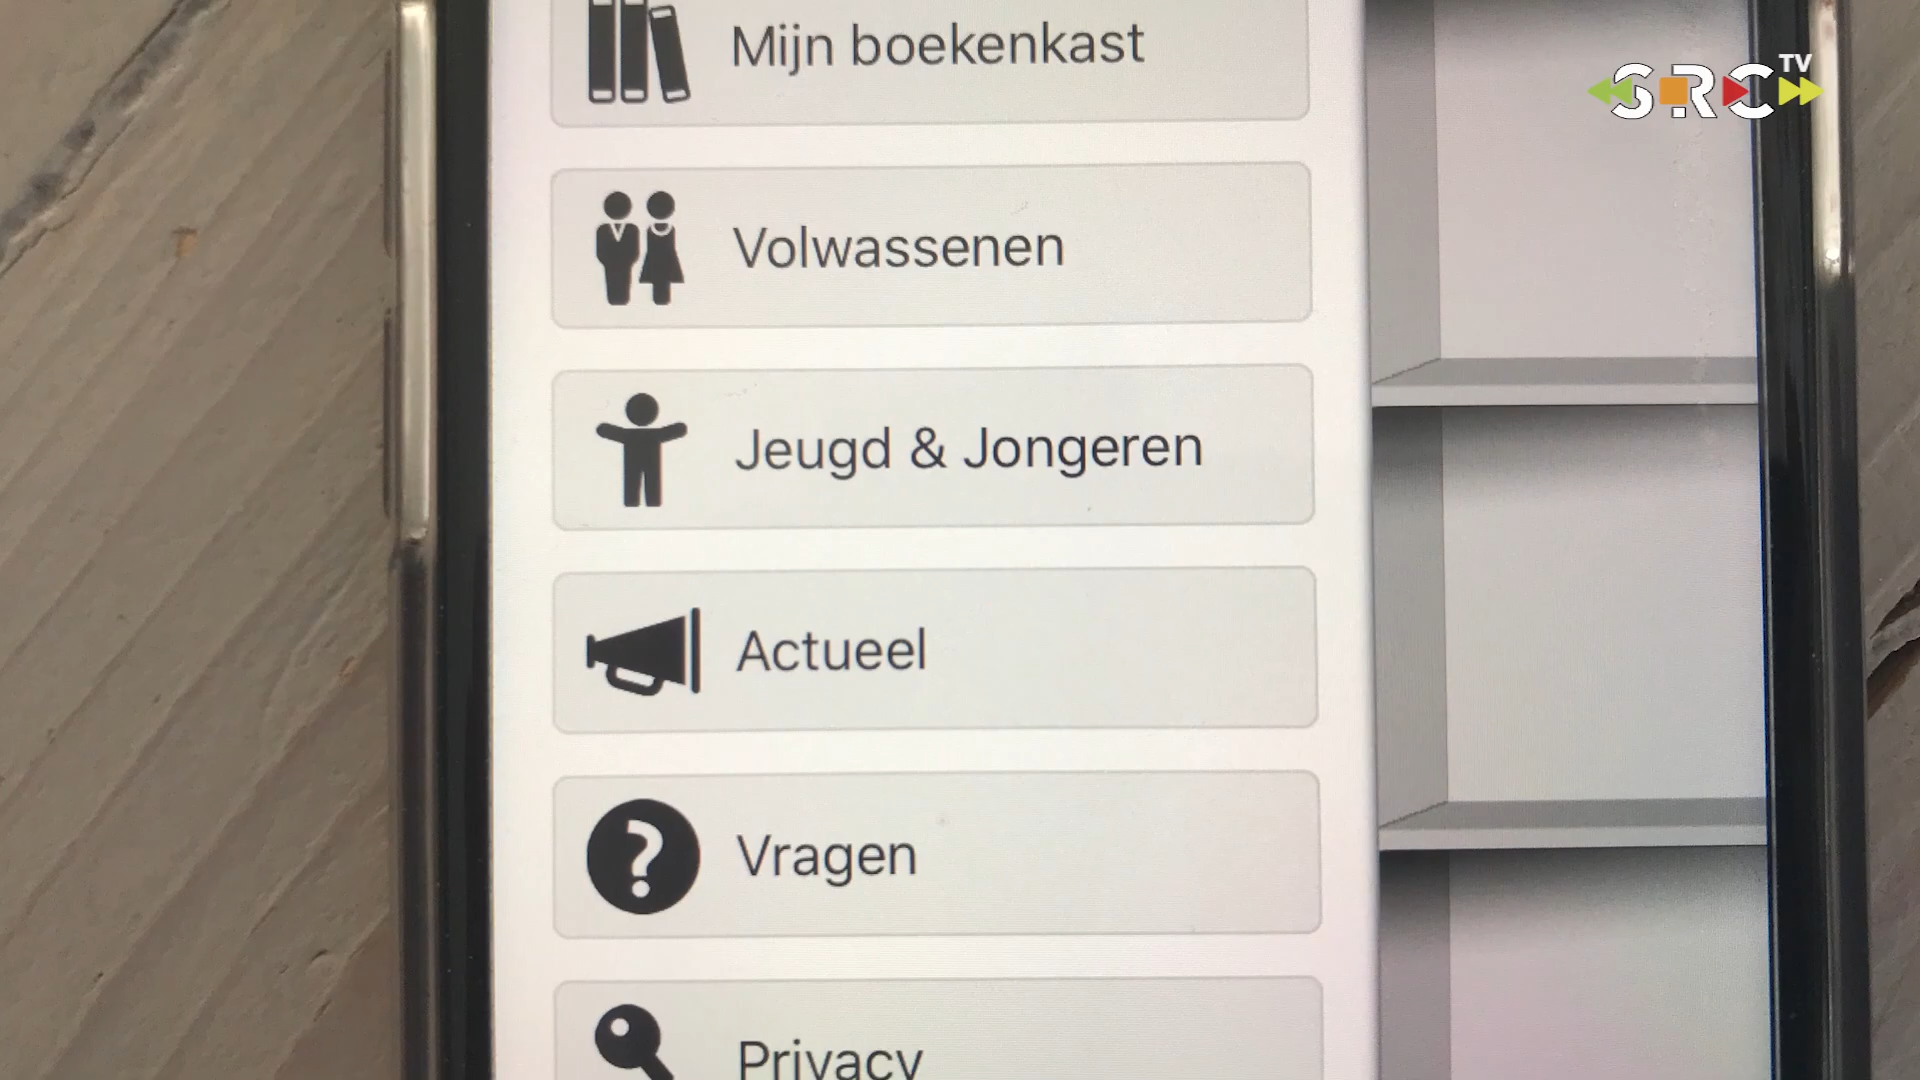 Mijn boekenkast
SRC TV
Volwassenen
Jeugd & Jongeren
Actueel
Vragen
Privacy